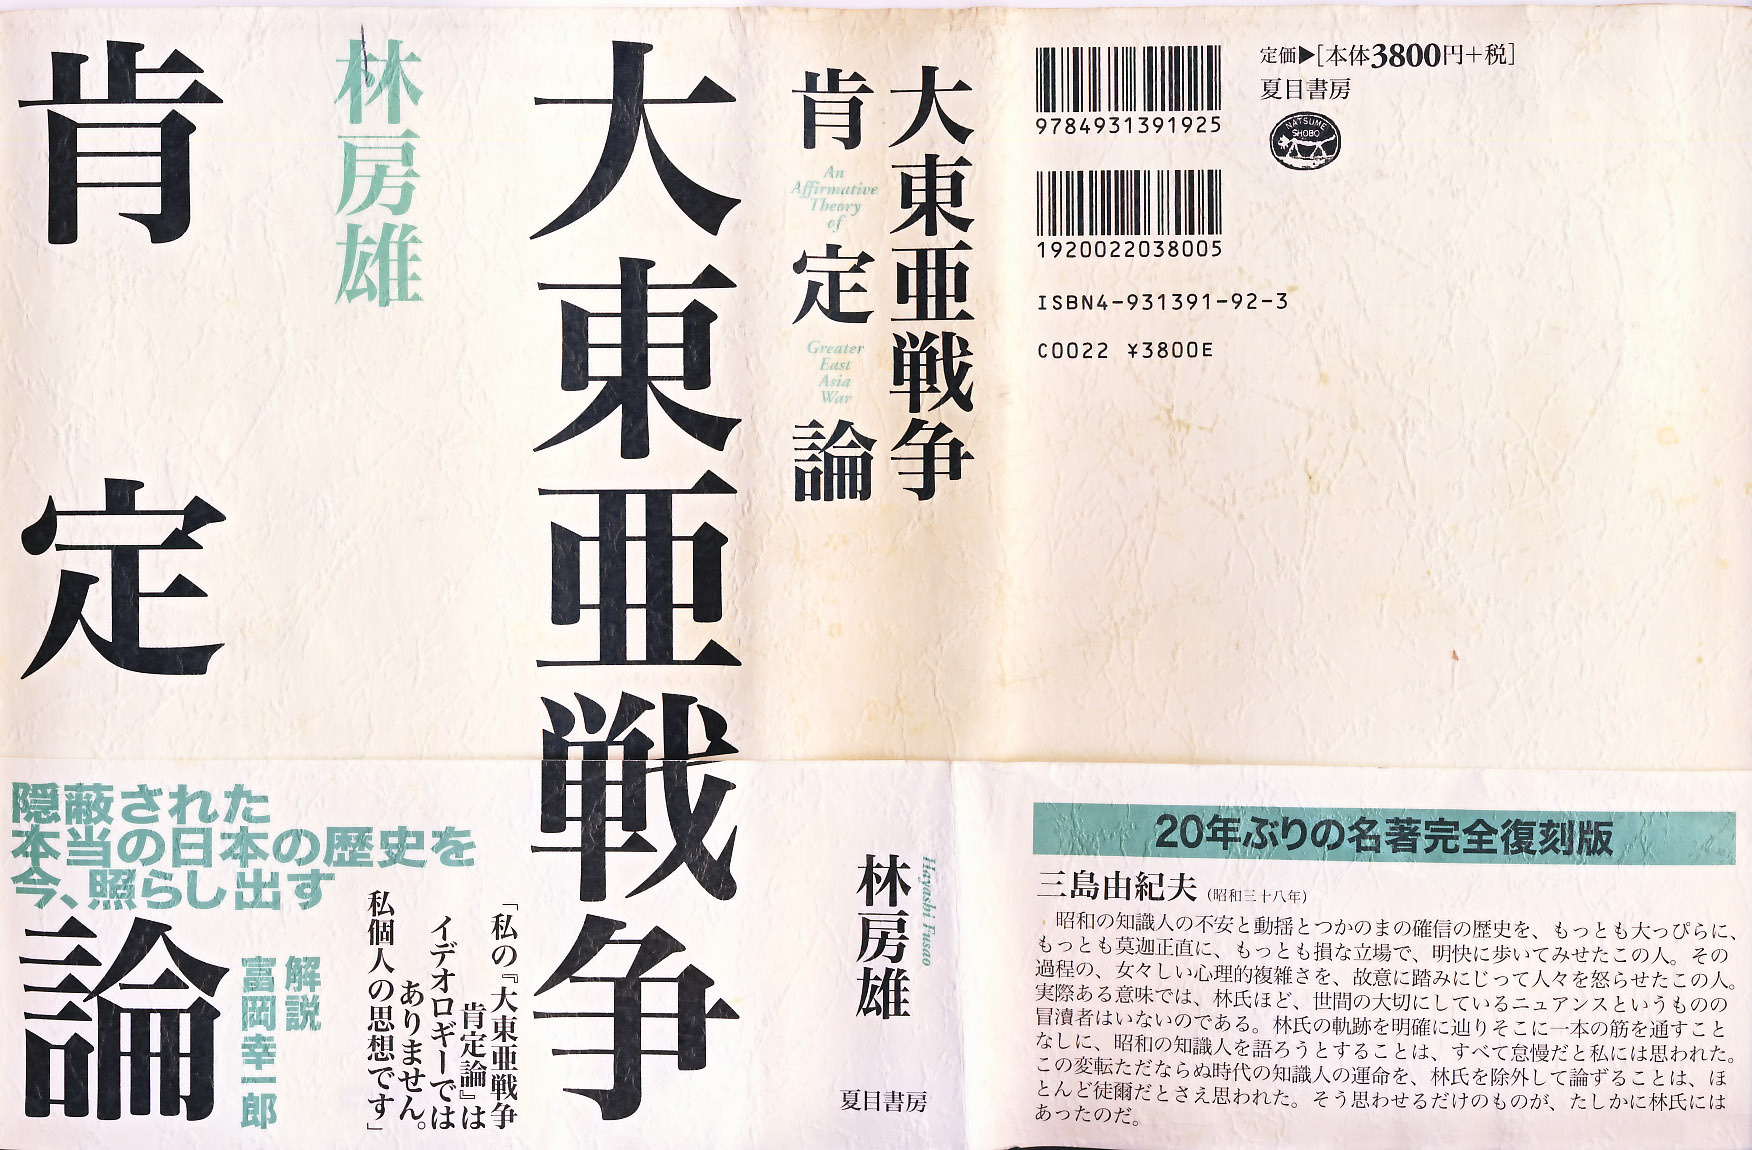 大東亜戦争
肯定論
林房雄
隠蔽された
本当の日本の歴史を
今、照らし出す
解説
富岡幸一郎
「私の『大東亜戦争
肯定論』は
イデオロギーでは
ありません。
私個人の思想です」
大東亜戦争
肯定論
An
Affirmative
Theory
of
Greater
East
Asia
War
林房雄
Hayashi Fusao
夏目書房
9784931391925
1920022038005
ISBN4-931391-92-3
C0022 ¥3800E
定価▶[本体3800円+税]
夏目書房
NATSUME
SHOBO
20年ぶりの名著完全復刻版
三島由紀夫(昭和三十八年)
昭和の知識人の不安と動揺とつかのまの確信の歴史を、もっとも大っぴらに、
もっとも莫迦正直に、もっとも損な立場で、明快に歩いてみせたこの人。その
過程の、女々しい心理的複雑さを、故意に踏みにじって人々を怒らせたこの人。
実際ある意味では、林氏ほど、世間の大切にしているニュアンスというものの
冒瀆者はいないのである。林氏の軌跡を明確に辿りそこに一本の筋を通すこと
なしに、昭和の知識人を語ろうとすることは、すべて怠慢だと私には思われた。
この変転ただならぬ時代の知識人の運命を、林氏を除外して論ずることは、ほ
とんど徒爾だとさえ思われた。そう思わせるだけのものが、たしかに林氏には
あったのだ。